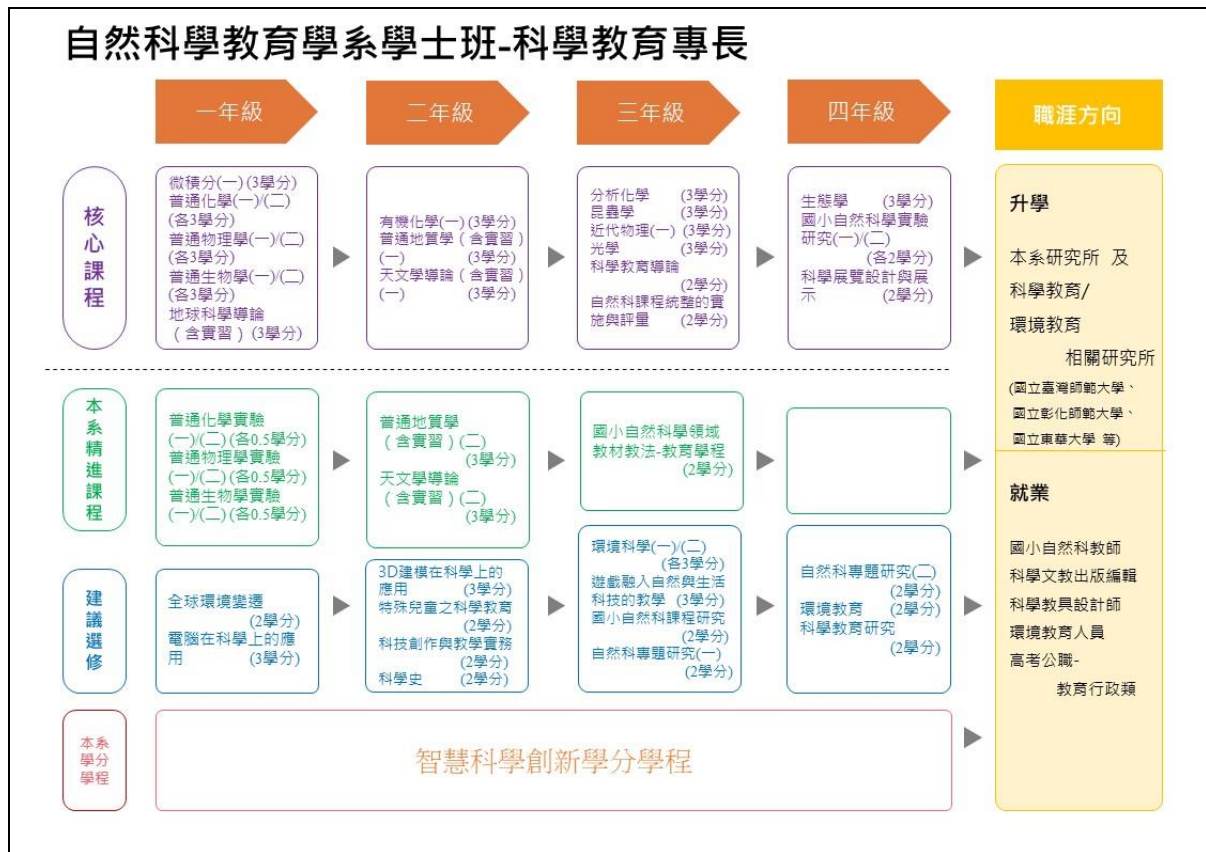 自然科學教育學系學士班-科學教育專長
一年級
二年級
三年級
四年級
職涯方向
核心課程
微積分(一) (3學分)
普通化學(一)/(二)
(各3學分)
普通物理學(一)/(二)
(各3學分)
普通生物學(一)/(二)
(各3學分)
地球科學導論
（含實習）(3學分)
有機化學(一) (3學分)
普通地質學（含實習）
(一) (3學分)
天文學導論（含實習）
(一) (3學分)
分析化學 (3學分)
昆蟲學 (3學分)
近代物理(一) (3學分)
光學 (3學分)
科學教育導論
(2學分)
自然科課程統整的實
施與評量 (2學分)
生態學 (3學分)
國小自然科學實驗
研究(一)/(二)
(各2學分)
科學展覽設計與展
示 (2學分)
本系精進課程
普通化學實驗
(一)/(二) (各0.5學分)
普通物理學實驗
(一)/(二) (各0.5學分)
普通生物學實驗
(一)/(二) (各0.5學分)
普通地質學
（含實習）(二)
(3學分)
天文學導論
（含實習）(二)
(3學分)
國小自然科學領域
教材教法-教育學程
(2學分)
建議選修
全球環境變遷
(2學分)
電腦在科學上的應
用 (3學分)
3D建模在科學上的
應用 (3學分)
特殊兒童之科學教育
(2學分)
科技創作與教學實務
(2學分)
科學史 (2學分)
環境科學(一)/(二)
(各3學分)
遊戲融入自然與生活
科技的教學 (3學分)
國小自然科課程研究
(2學分)
自然科專題研究(一)
(2學分)
自然科專題研究(二)
(2學分)
環境教育 (2學分)
科學教育研究
(2學分)
本系
學分
學程
智慧科學創新學分學程
升學
本系研究所 及
科學教育/
環境教育
相關研究所
(國立臺灣師範大學、
國立彰化師範大學、
國立東華大學 等)
就業
國小自然科教師
科學文教出版編輯
科學教具設計師
環境教育人員
高考公職-
教育行政類